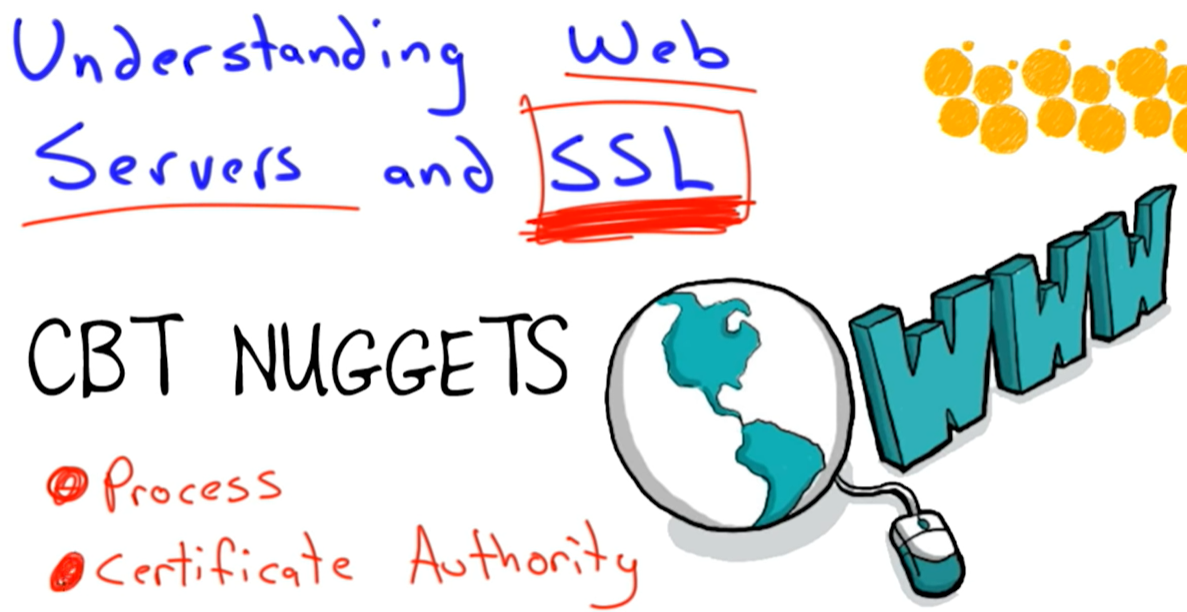 Understanding Web
Servers and SSL
CBT NUGGETS
Process
Certificate Authority
WWW